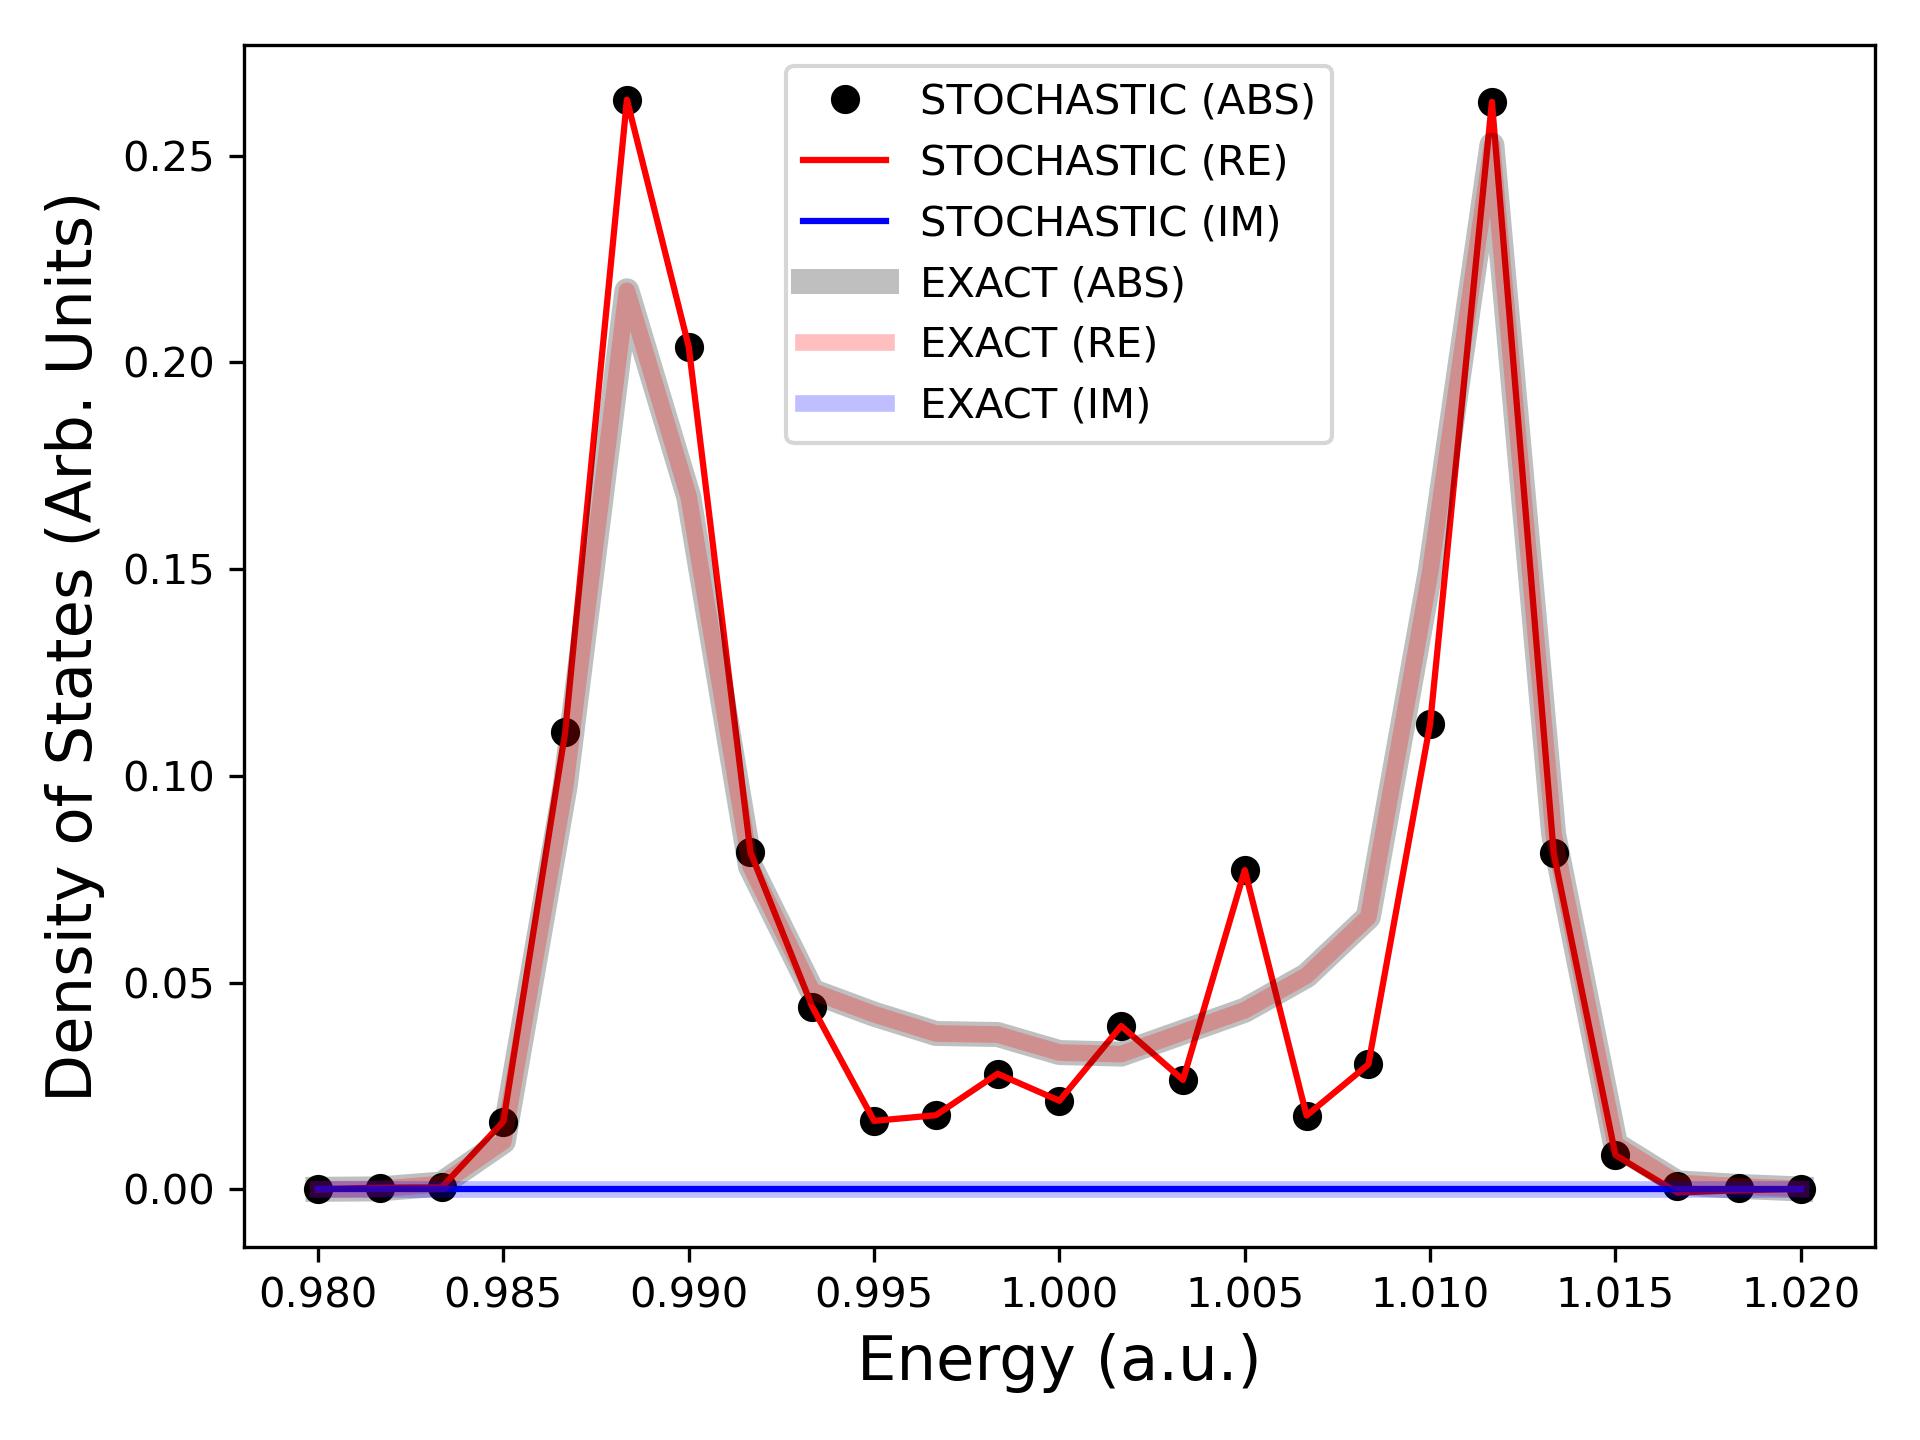 STOCHASTIC (ABS)
STOCHASTIC (RE)
STOCHASTIC (IM)
EXACT (ABS)
EXACT (RE)
EXACT (IM)
Density of States (Arb. Units)
0.25
0.20
0.15
0.10
0.05
0.00
0.980 0.985 0.990 0.995 1.000 1.005 1.010 1.015 1.020
Energy (a.u.)